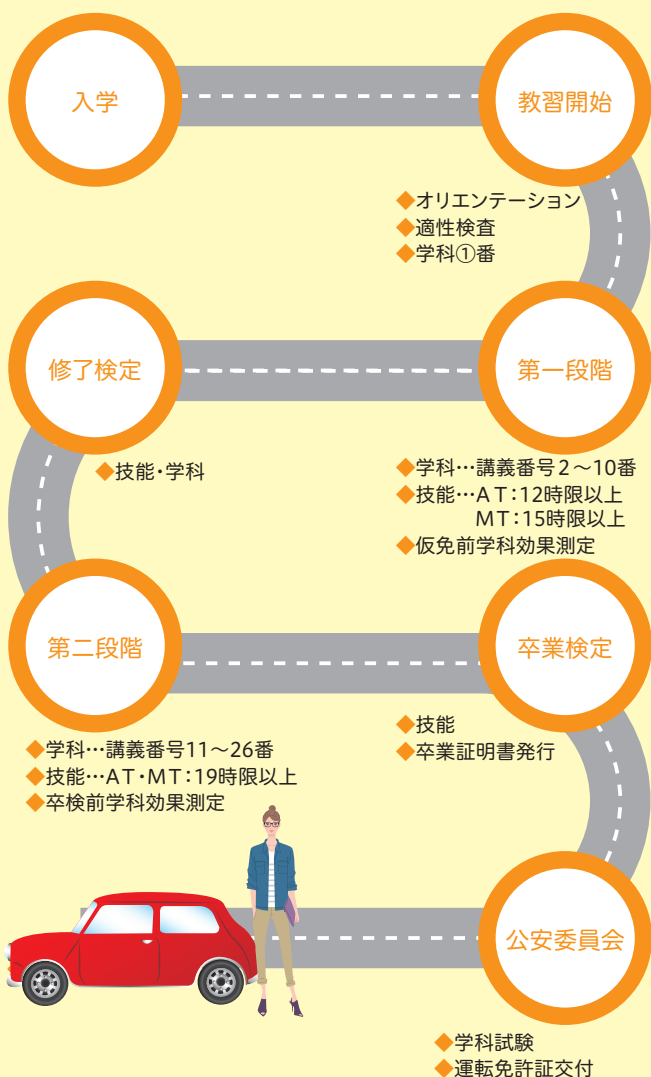 入学
教習開始
◆オリエンテーション
◆適性検査
◆学科①番
修了検定
第一段階
◆技能・学科
◆学科…講義番号2～10番
◆技能…AT:12時限以上
MT:15時限以上
◆仮免前学科効果測定
第二段階
卒業検定
◆学科…講義番号11～26番
◆技能…AT・MT:19時限以上
◆卒検前学科効果測定
◆技能
◆卒業証明書発行
公安委員会
◆学科試験
◆運転免許証交付